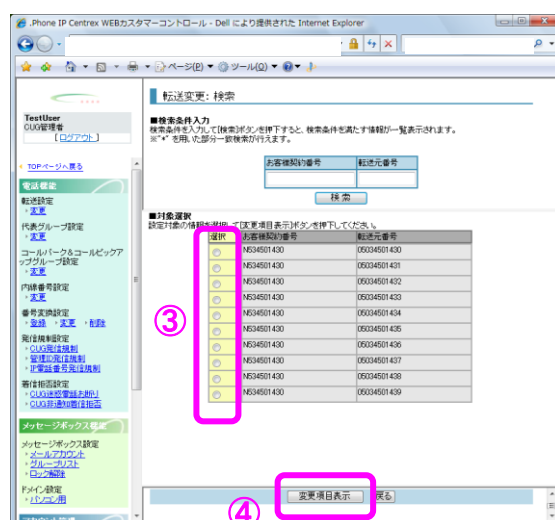 .Phone IP Centrex WEBカスタマーコントロール - Dell により提供された Internet Explorer
ページ(P) ツール(O)
TestUser
CUG管理者
[ログアウト]
TOPページへ戻る
電話機能
転送設定
・変更
代表グループ設定
・変更
コールパーク&コールピックア
ップグループ設定
・変更
内線番号設定
・変更
番号変換設定
・登録 ・変更 ・削除
発信規制設定
・CUG発信規制
・管理ID発信規制
・IP電話番号発信規制
着信拒否設定
・CUG迷惑電話お断り
・CUG非通知着信拒否
メッセージボックス機能
メッセージボックス設定
・メールアカウント
・グループリスト
・ロック解除
ドメイン設定
・パソコン用
転送変更: 検索
■検索条件入力
検索条件を入力して[検索]ボタンを押下すると、検索条件を満たす情報が一覧表示されます。
※"*" を用いた部分一致検索が行えます。
お客様契約番号 転送元番号
検索
■対象選択
設定対象の情報を選択して[変更項目表示]ボタンを押下してください。
選択 お客様契約番号 転送元番号
N534501430 05034501430
N534501430 05034501431
N534501430 05034501432
N534501430 05034501433
N534501430 05034501434
N534501430 05034501435
N534501430 05034501436
N534501430 05034501437
N534501430 05034501438
N534501430 05034501439
③
変更項目表示 戻る
④